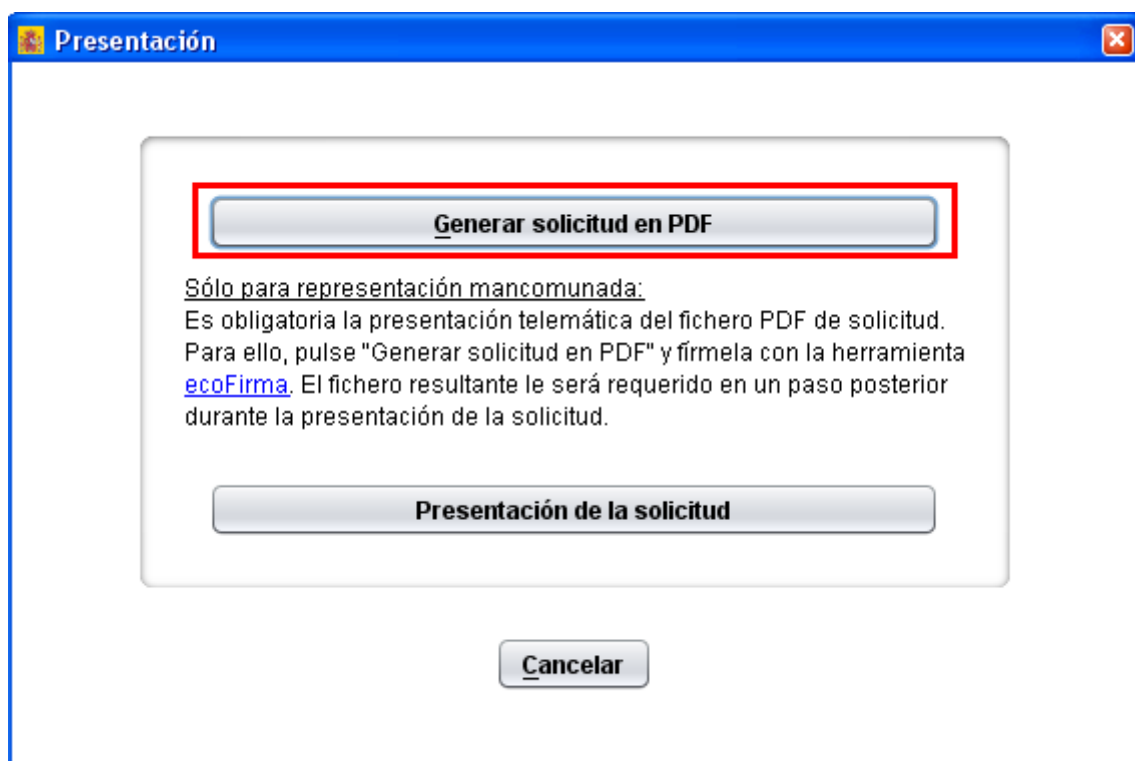 Presentación
Generar solicitud en PDF
Sólo para representación mancomunada:
Es obligatoria la presentación telemática del fichero PDF de solicitud.
Para ello, pulse "Generar solicitud en PDF" y fírmela con la herramienta
ecoFirma. El fichero resultante le será requerido en un paso posterior
durante la presentación de la solicitud.
Presentación de la solicitud
Cancelar